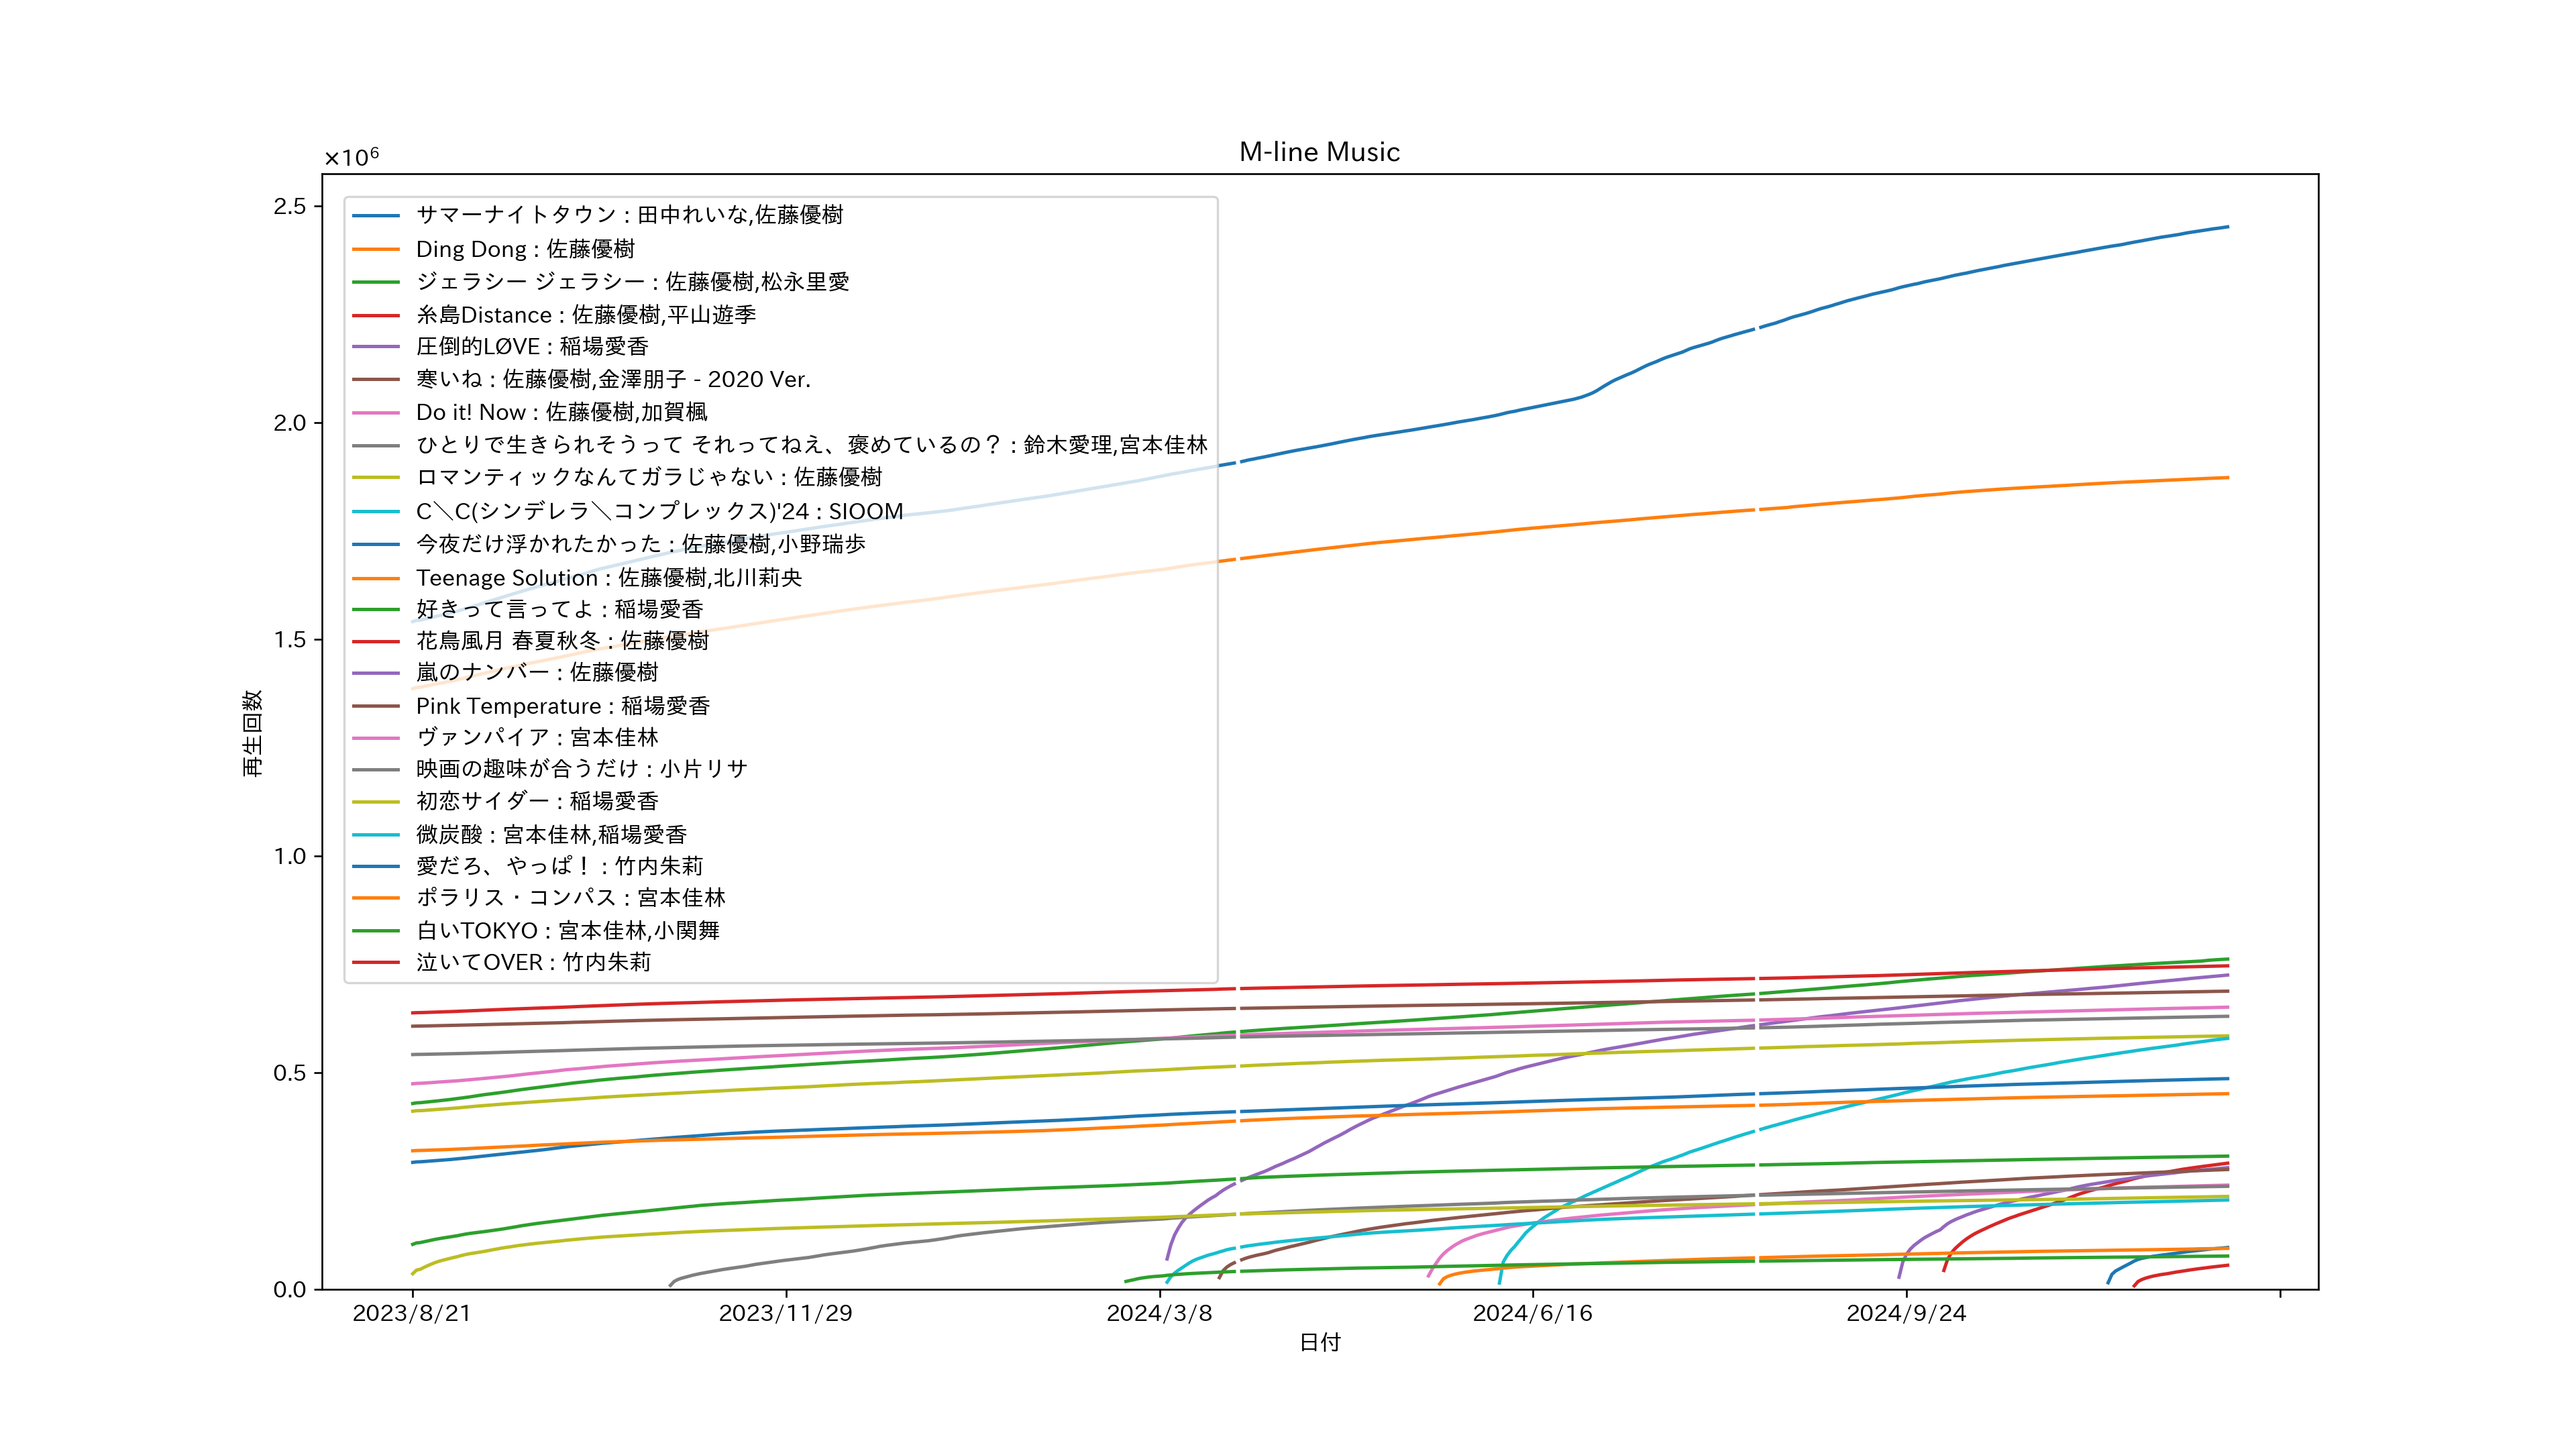 M-line Music
×10⁶
2.5
2.0
1.5
1.0
0.5
0.0
再生回数
サマーナイトタウン : 田中れいな,佐藤優樹
Ding Dong : 佐藤優樹
ジェラシー ジェラシー : 佐藤優樹,松永里愛
糸島Distance : 佐藤優樹,平山遊季
圧倒的LØVE : 稲場愛香
寒いね : 佐藤優樹,金澤朋子 - 2020 Ver.
Do it! Now : 佐藤優樹,加賀楓
ひとりで生きられそうって それってねえ、褒めているの？ : 鈴木愛理,宮本佳林
ロマンティックなんてガラじゃない : 佐藤優樹
C＼C(シンデレラ＼コンプレックス)'24 : SIOOM
今夜だけ浮かれたかった : 佐藤優樹,小野瑞歩
Teenage Solution : 佐藤優樹,北川莉央
好きって言ってよ : 稲場愛香
花鳥風月 春夏秋冬 : 佐藤優樹
嵐のナンバー : 佐藤優樹
Pink Temperature : 稲場愛香
ヴァンパイア : 宮本佳林
映画の趣味が合うだけ : 小片リサ
初恋サイダー : 稲場愛香
微炭酸 : 宮本佳林,稲場愛香
愛だろ、やっぱ！ : 竹内朱莉
ポラリス・コンパス : 宮本佳林
白いTOKYO : 宮本佳林,小関舞
泣いてOVER : 竹内朱莉
2023/8/21
2023/11/29
2024/3/8
2024/6/16
2024/9/24
日付